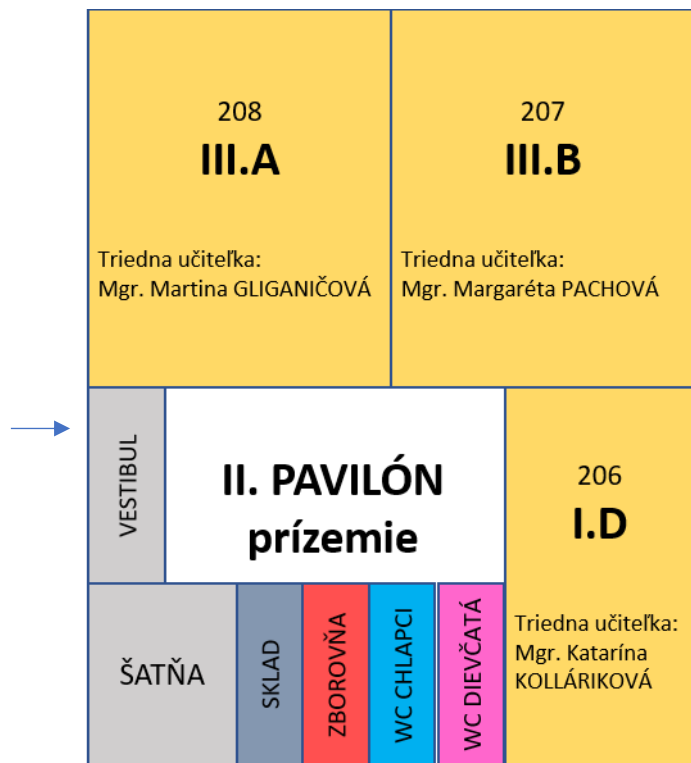 208
III.A
Triedna učiteľka:
Mgr. Martina GLIGANIČOVÁ
207
III.B
Triedna učiteľka:
Mgr. Margaréta PACHOVÁ
VESTIBUL
II. PAVILÓN
prízemie
206
I.D
Triedna učiteľka:
Mgr. Katarína
KOLLÁRIKOVÁ
ŠATŇA
SKLAD
ZBOROVŇA
WC CHLAPCI
WC DIEVČATÁ